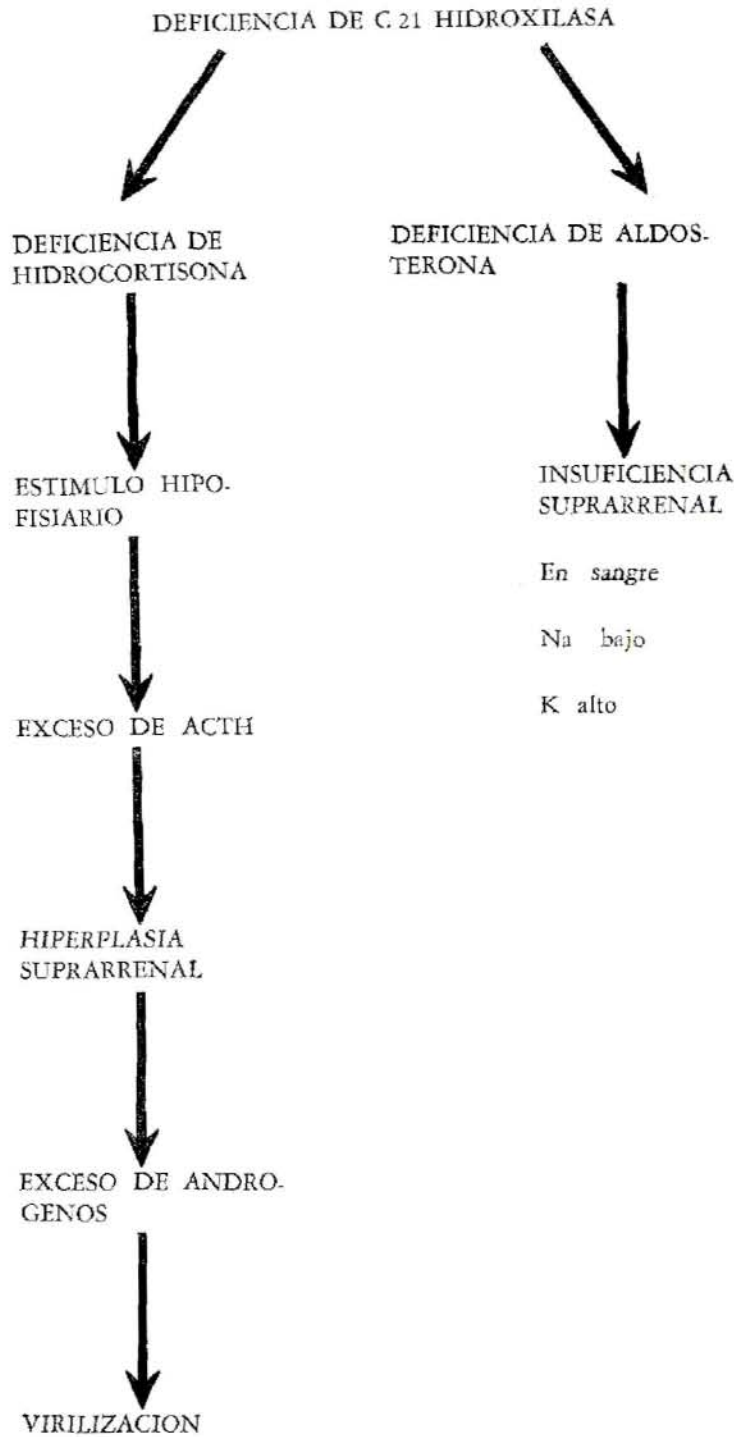 DEFICIENCIA DE C 21 HIDROXILASA
DEFICIENCIA DE
HIDROCORTISONA
DEFICIENCIA DE ALDOS-
TERONA
ESTIMULO HIPO-
FISIARIO
INSUFICIENCIA
SUPRARRENAL
En sangre
Na bajo
K alto
EXCESO DE ACTH
HIPERPLASIA
SUPRARRENAL
EXCESO DE ANDRO-
GENOS
VIRILIZACION